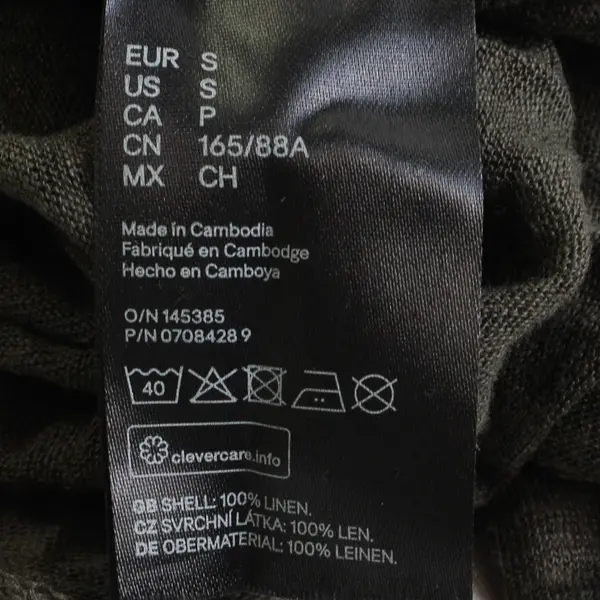 EUR S
US S
CA P
CN 165/88A
MX CH
Made in Cambodia
Fabriqué en Cambodge
Hecho en Camboya
O/N 145385
P/N 0708428 9
40
clevercare.info
GB SHELL: 100% LINEN.
CZ SVRCHNÍ LÁTKA: 100% LEN.
DE OBERMATERIAL: 100% LEINEN.